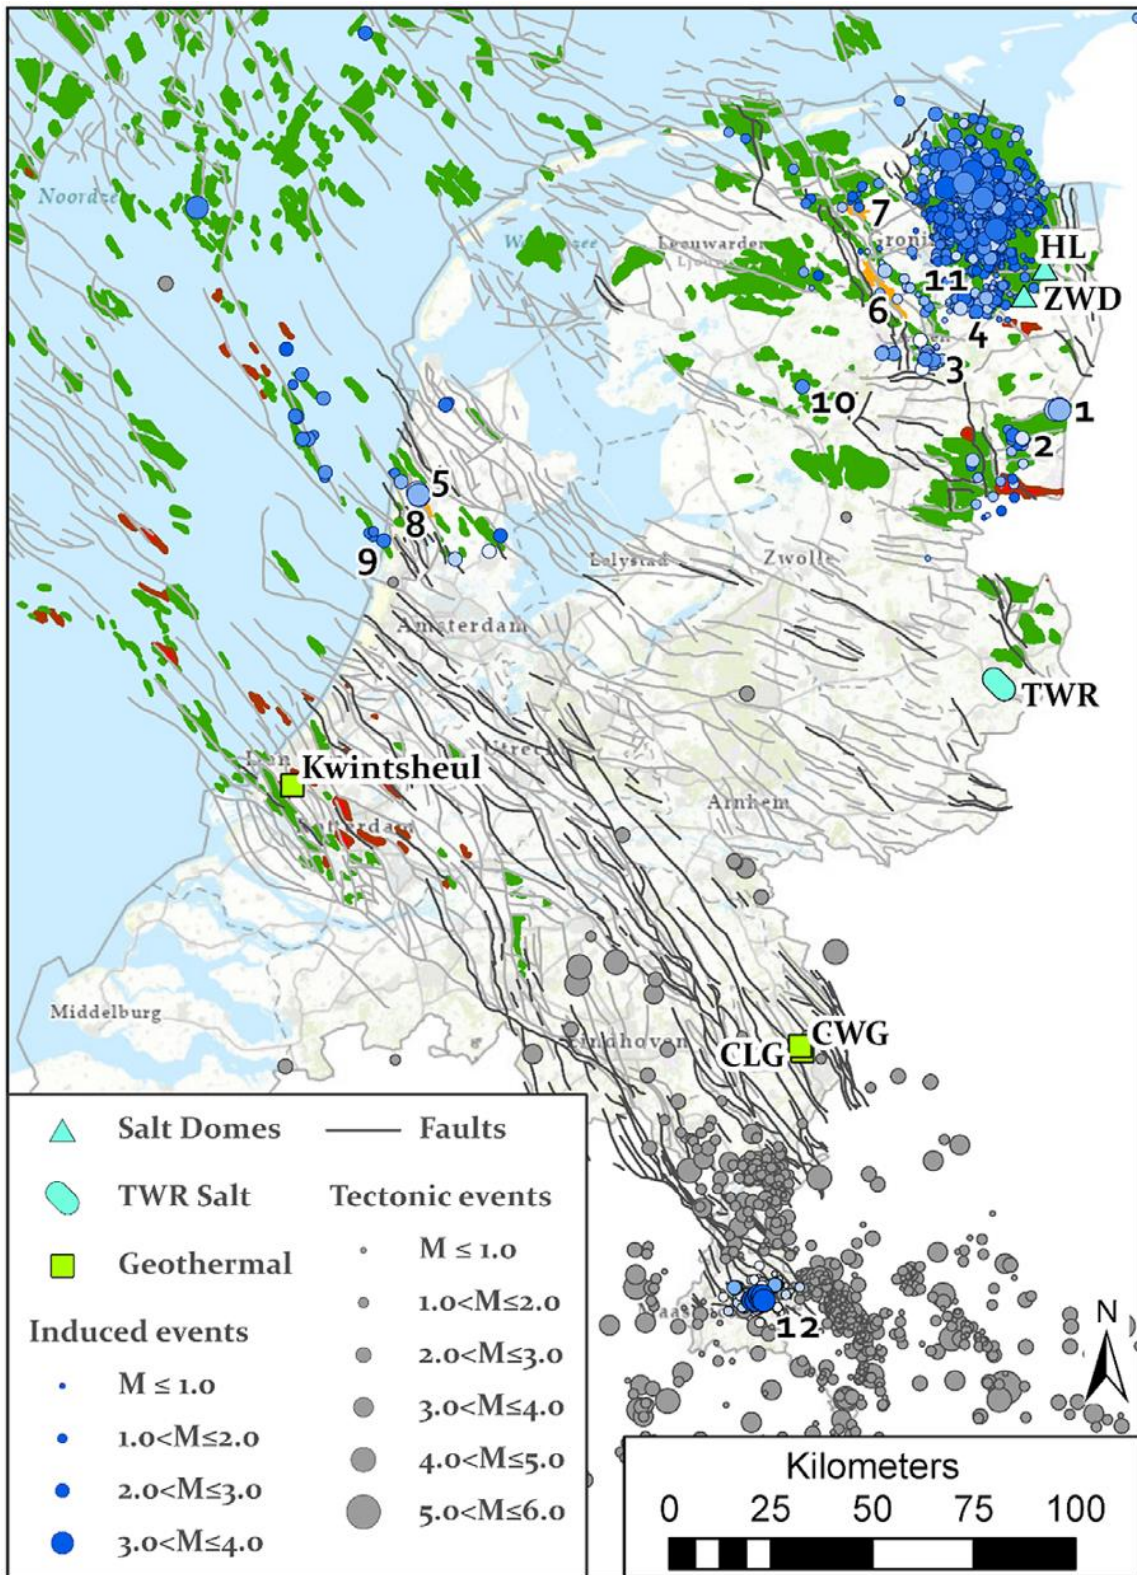 Noordzee
Leeuwarden
Ljouwert
7
HL
11
ZWD
6
4
3
10
1
2
5
8
9
Lelystad
Zwolle
Amsterdam
TWR
Utrecht
Kwintsheul
Arnhem
Rotterdam
Middelburg
CWG
Eindhoven
CLG
12
N
Salt Domes
Faults
TWR Salt
Tectonic events
Geothermal
M ≤ 1.0
1.0<M≤2.0
Induced events
2.0<M≤3.0
M ≤ 1.0
3.0<M≤4.0
1.0<M≤2.0
4.0<M≤5.0
2.0<M≤3.0
5.0<M≤6.0
3.0<M≤4.0
Kilometers
0 25 50 75 100